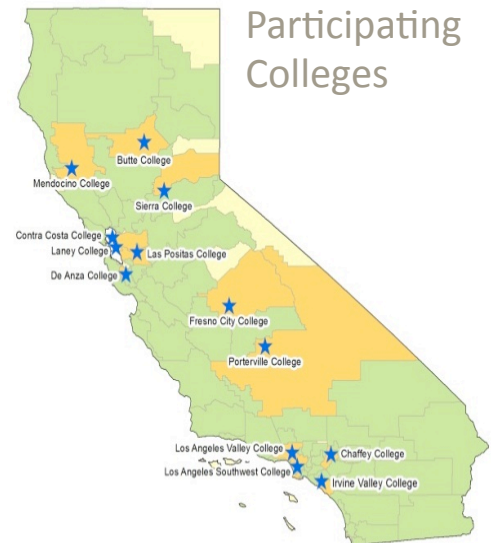 Participating
Colleges
Butte College
Mendocino College
Sierra College
Contra Costa College
Laney College
Las Positas College
De Anza College
Fresno City College
Porterville College
Los Angeles Valley College
Chaffey College
Los Angeles Southwest College
Irvine Valley College